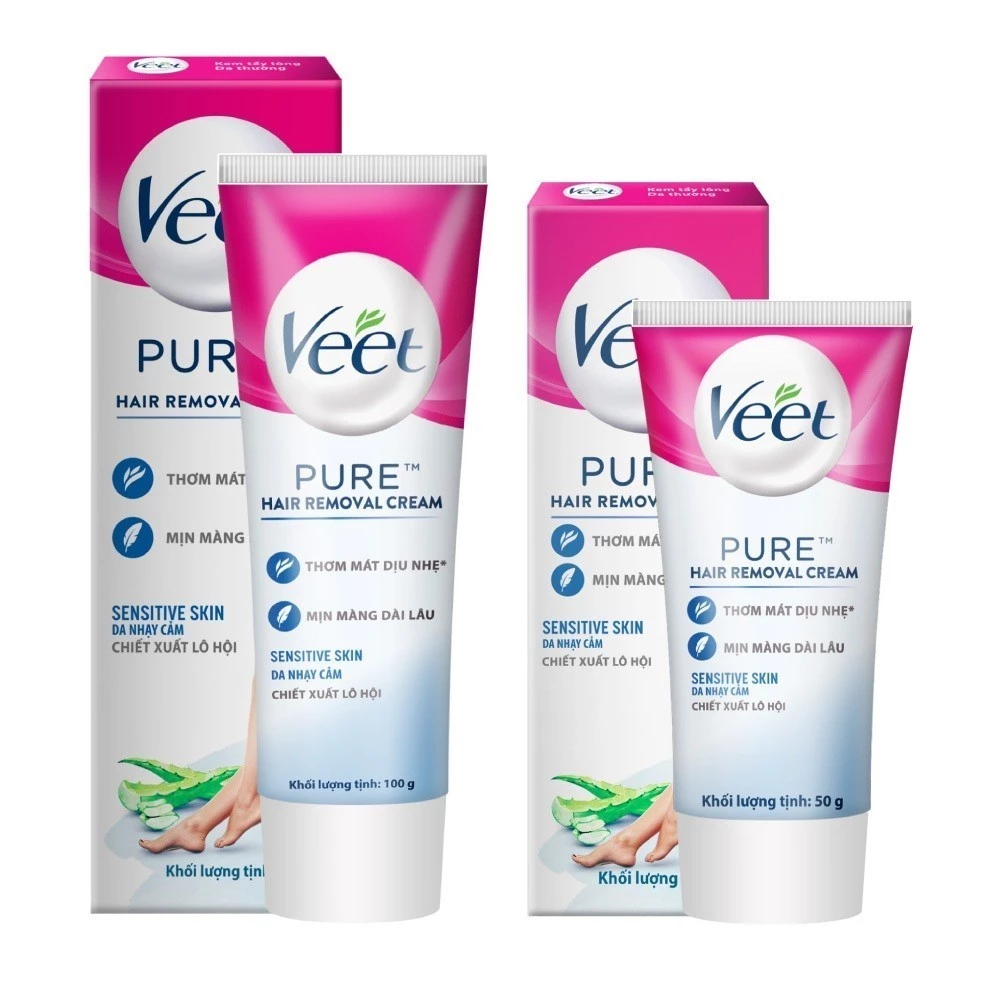 Veet
Kem tẩy lông
Da thường
Vee
PUR
HAIR REMOVA
THƠM MÁT
MỊN MÀNG
SENSITIVE SKIN
DA NHẠY CẢM
CHIẾT XUẤT LÔ HỘI
Khối lượng tịnh
Veet
PURE™
HAIR REMOVAL CREAM
THƠM MÁT DỊU NHẸ*
MỊN MÀNG DÀI LÂU
SENSITIVE SKIN
DA NHẠY CẢM
CHIẾT XUẤT LÔ HỘI
Khối lượng tịnh: 100 g
Veet
Kem tẩy lông
Da thường
Ve
PUR
HAIR REMOV
THƠM MÁ
MỊN MÀNG
SENSITIVE SKIN
DA NHẠY CẢM
CHIẾT XUẤT LÔ HỘI
Khối lượng
Veet
PURE™
HAIR REMOVAL CREAM
THƠM MÁT DỊU NHẸ*
MỊN MÀNG DÀI LÂU
SENSITIVE SKIN
DA NHẠY CẢM
CHIẾT XUẤT LÔ HỘI
Khối lượng tịnh: 50 g